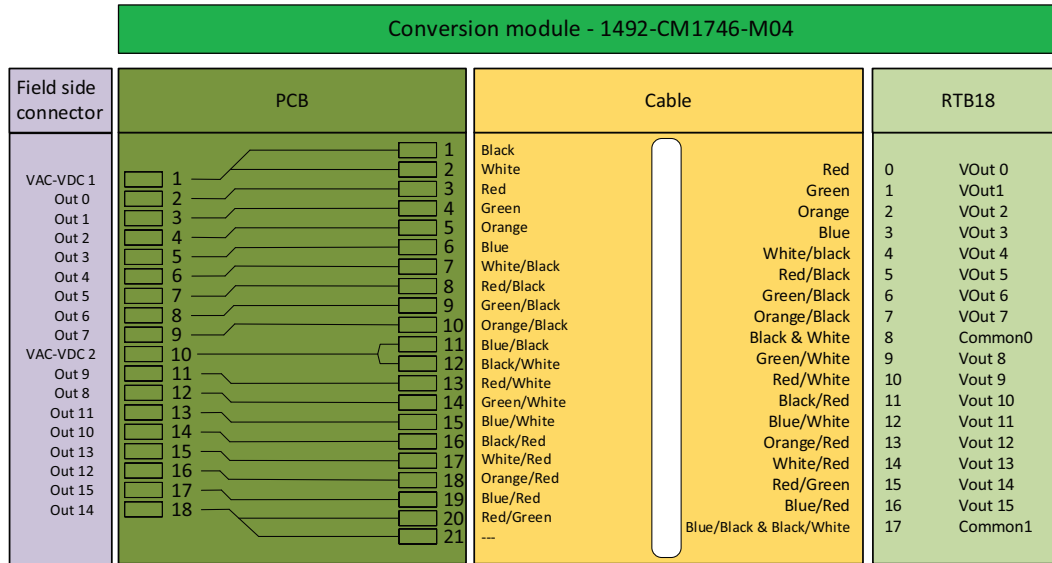 Conversion module - 1492-CM1746-M04
Field side
connector
PCB
Cable
RTB18
VAC-VDC 1
Out 0
Out 1
Out 2
Out 3
Out 4
Out 5
Out 6
Out 7
VAC-VDC 2
Out 9
Out 8
Out 11
Out 10
Out 13
Out 12
Out 15
Out 14
1
2
3
4
5
6
7
8
9
10
11
12
13
14
15
16
17
18
1
2
3
4
5
6
7
8
9
10
11
12
13
14
15
16
17
18
19
20
21
Black
White
Red
Green
Orange
Blue
White/Black
Red/Black
Green/Black
Orange/Black
Blue/Black
Black/White
Red/White
Green/White
Blue/White
Black/Red
White/Red
Orange/Red
Blue/Red
Red/Green
---
Red
Green
Orange
Blue
White/black
Red/Black
Green/Black
Orange/Black
Black & White
Green/White
Red/White
Black/Red
Blue/White
Orange/Red
White/Red
Red/Green
Blue/Red
Blue/Black & Black/White
0 VOut 0
1 VOut1
2 VOut 2
3 VOut 3
4 VOut 4
5 VOut 5
6 VOut 6
7 VOut 7
8 Common0
9 Vout 8
10 Vout 9
11 Vout 10
12 Vout 11
13 Vout 12
14 Vout 13
15 Vout 14
16 Vout 15
17 Common1